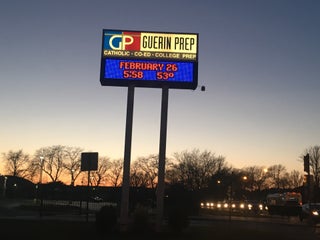 GP GUERIN PREP
CATHOLIC · CO-ED · COLLEGE PREP
FEBRUARY 26
5:58 53°